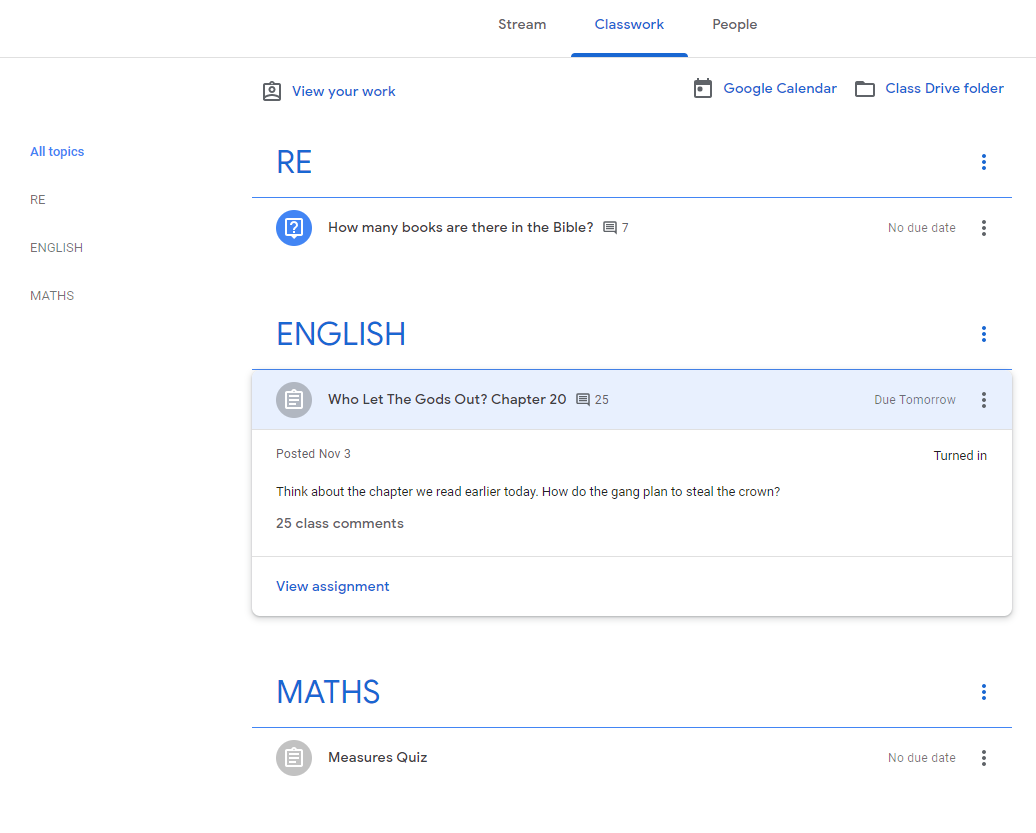 Stream Classwork People
View your work Google Calendar Class Drive folder
All topics
RE
ENGLISH
MATHS
RE
How many books are there in the Bible? 7 No due date
ENGLISH
Who Let The Gods Out? Chapter 20 25 Due Tomorrow
Posted Nov 3 Turned in
Think about the chapter we read earlier today. How do the gang plan to steal the crown?
25 class comments
View assignment
MATHS
Measures Quiz No due date